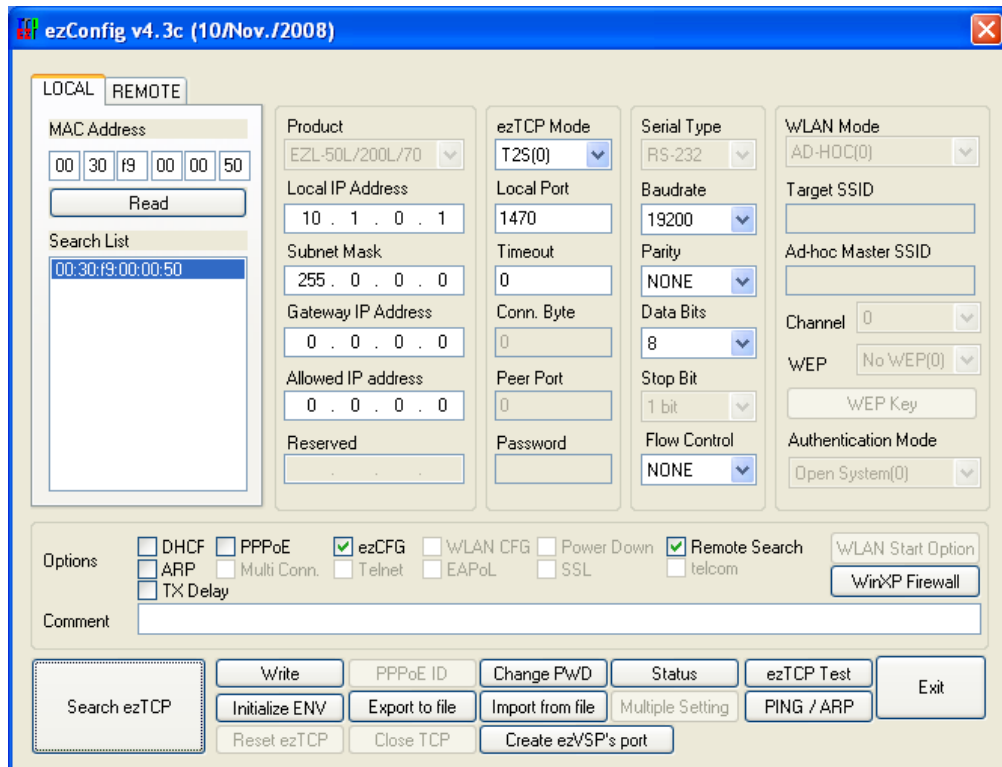 ezConfig v4.3c (10/Nov./2008)
LOCAL
REMOTE
MAC Address
00 30 f9 00 00 50
Read
Search List
00:30:f9:00:00:50
Product
EZL-50L/200L/70
Local IP Address
10 . 1 . 0 . 1
Subnet Mask
255 . 0 . 0 . 0
Gateway IP Address
0 . 0 . 0 . 0
Allowed IP address
0 . 0 . 0 . 0
Reserved
. . .
ezTCP Mode
T2S(0)
Local Port
1470
Timeout
0
Conn. Byte
0
Peer Port
0
Password
Serial Type
RS-232
Baudrate
19200
Parity
NONE
Data Bits
8
Stop Bit
1 bit
Flow Control
NONE
WLAN Mode
AD-HOC(0)
Target SSID
Ad-hoc Master SSID
Channel 0
WEP No WEP(0)
WEP Key
Authentication Mode
Open System(0)
Options
DHCF PPPoE ezCFG WLAN CFG Power Down Remote Search
ARP Multi Conn. Telnet EAPoL SSL telcom
TX Delay
WLAN Start Option
WinXP Firewall
Comment
Search ezTCP
Write PPPoE ID Change PWD Status ezTCP Test
Initialize ENV Export to file Import from file Multiple Setting PING / ARP
Reset ezTCP Close TCP Create ezVSP's port
Exit